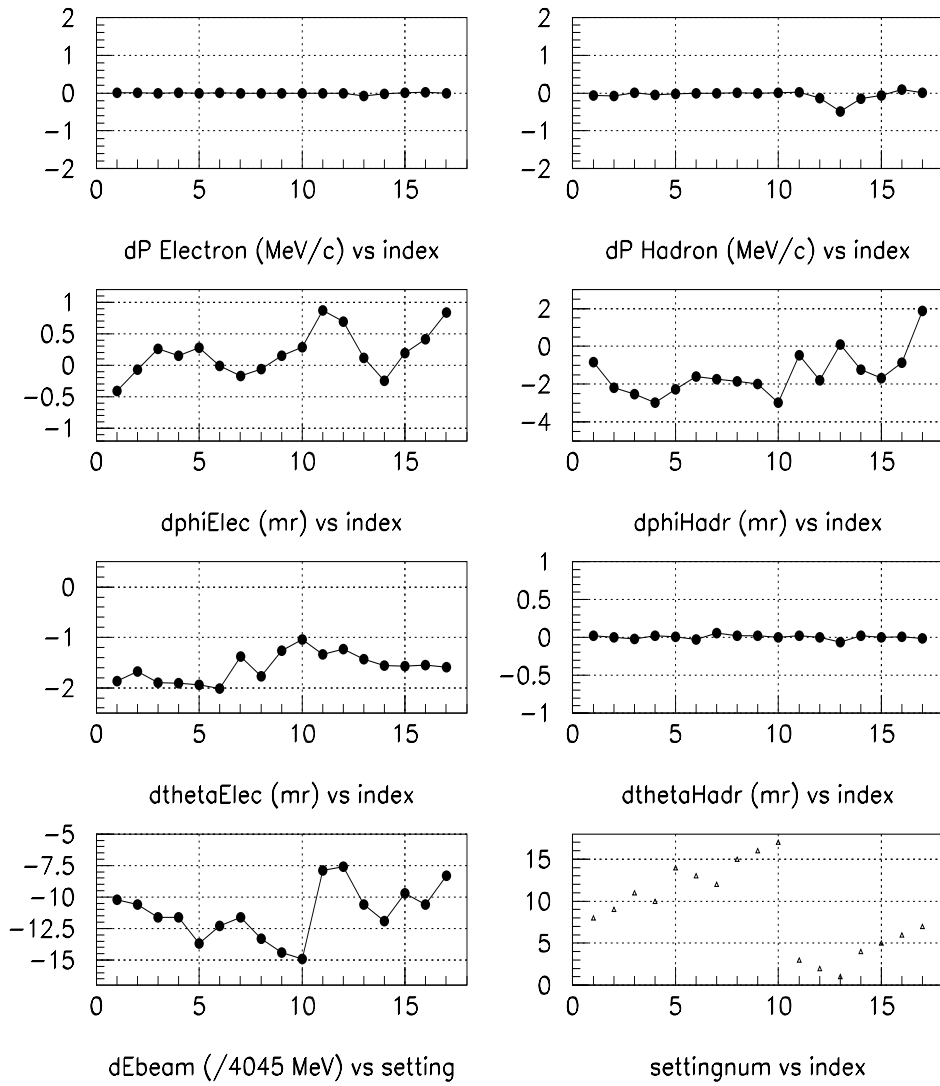 2
1
0
−1
−2
0 5 10 15
dP Electron (MeV/c) vs index
2
1
0
−1
−2
0 5 10 15
dP Hadron (MeV/c) vs index
1
0.5
0
−0.5
−1
0 5 10 15
dphiElec (mr) vs index
2
0
−2
−4
0 5 10 15
dphiHadr (mr) vs index
0
−1
−2
0 5 10 15
dthetaElec (mr) vs index
1
0.5
0
−0.5
−1
0 5 10 15
dthetaHadr (mr) vs index
−5
−7.5
−10
−12.5
−15
0 5 10 15
dEbeam (/4045 MeV) vs setting
15
10
5
0
0 5 10 15
settingnum vs index